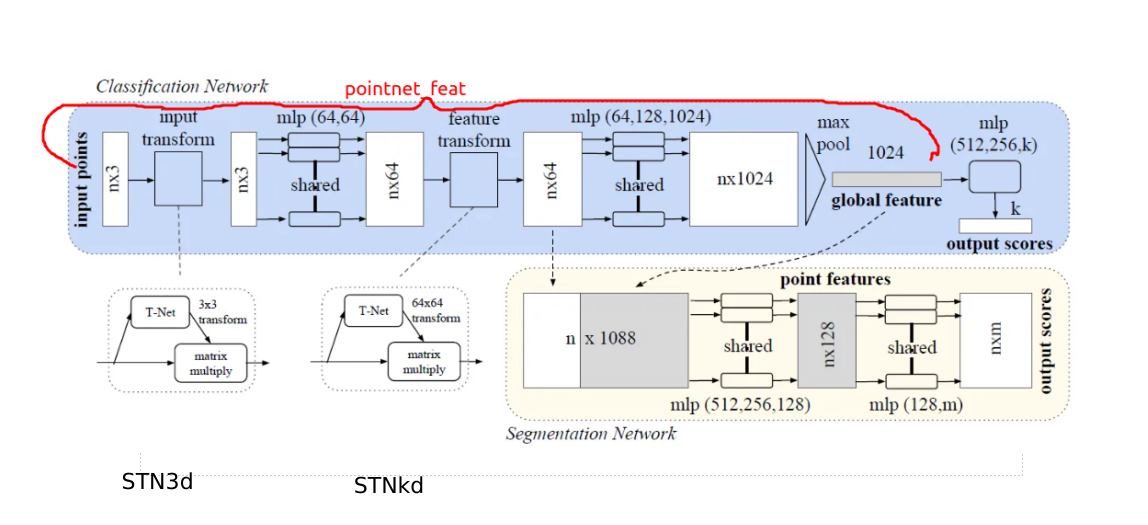 Classification Network
pointnet_feat
input points
nx3
input
transform
nx3
mlp (64,64)
shared
nx64
feature
transform
nx64
mlp (64,128,1024)
shared
nx1024
max
pool
1024
global feature
mlp
(512,256,k)
k
output scores
T-Net
3x3
transform
matrix
multiply
T-Net
64x64
transform
matrix
multiply
point features
n x 1088
shared
nx128
shared
nxm
output scores
mlp (512,256,128)
mlp (128,m)
Segmentation Network
STN3d
STNkd